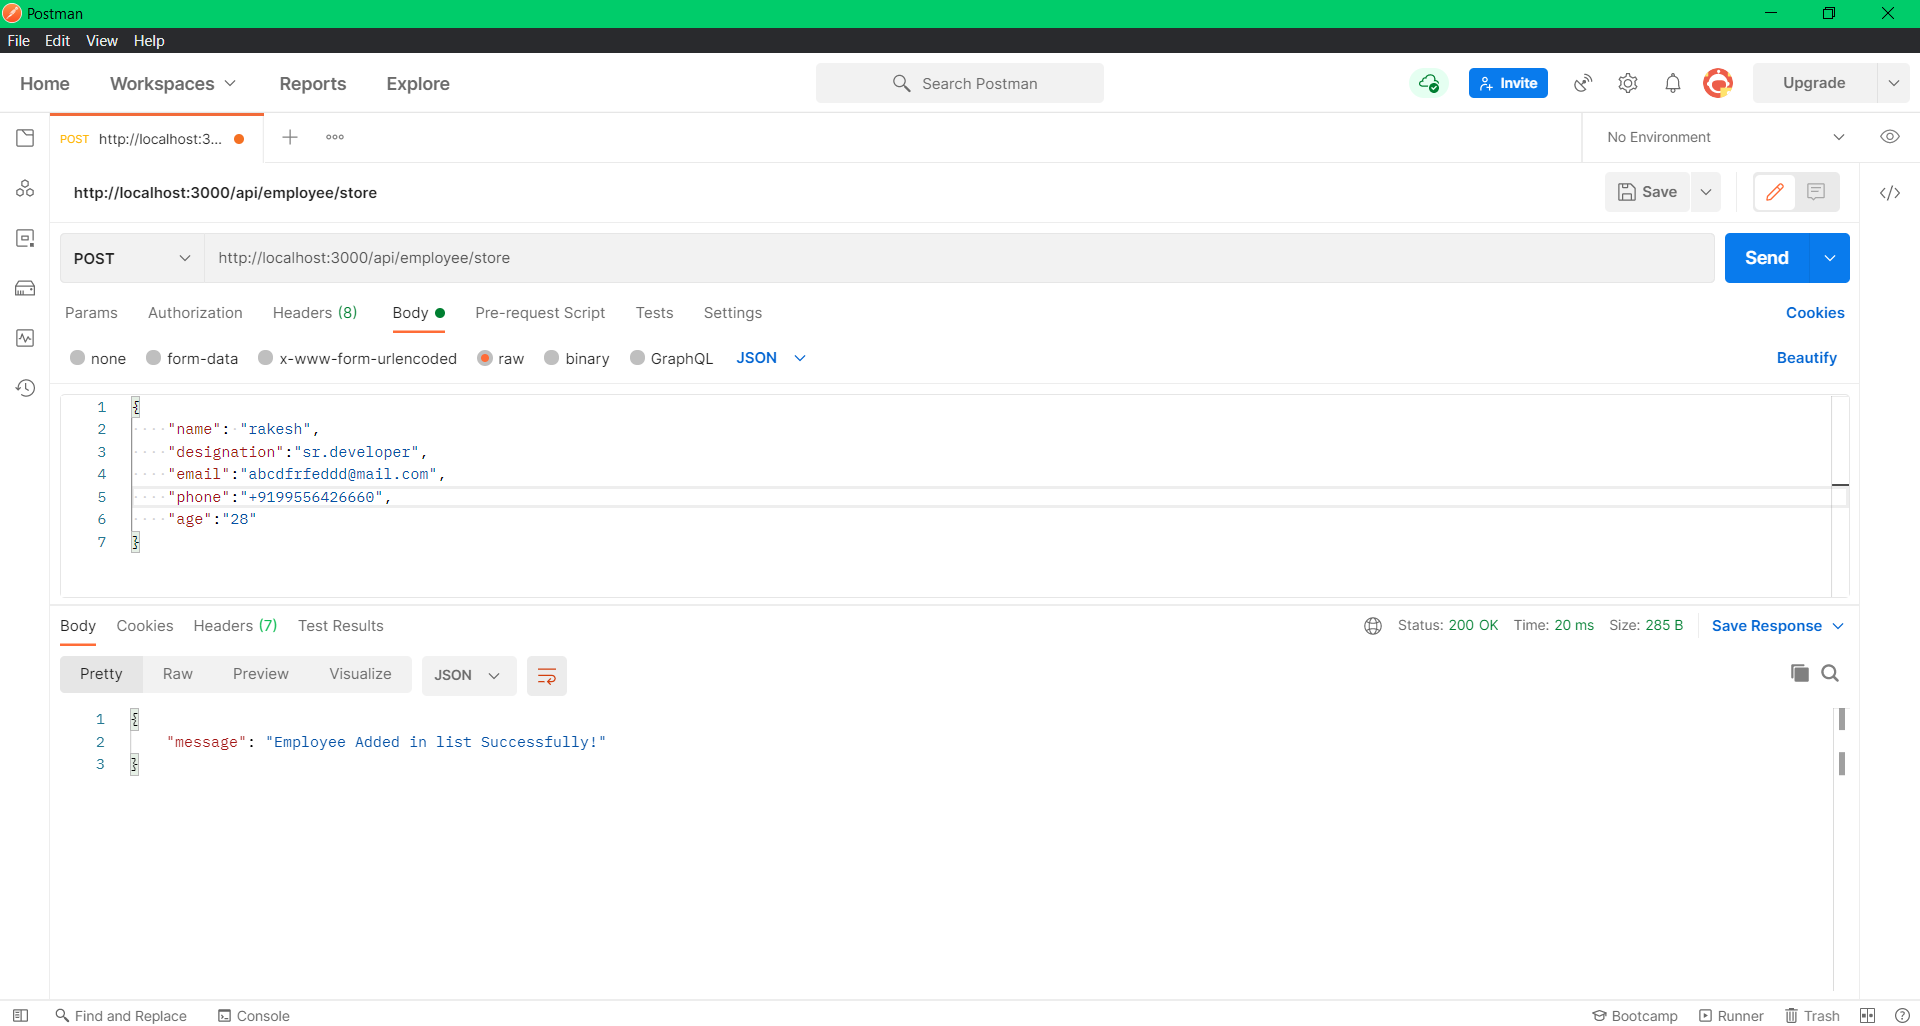 Postman
File Edit View Help
Home Workspaces Reports Explore Search Postman Invite Upgrade
POST http://localhost:3... No Environment
http://localhost:3000/api/employee/store Save
POST http://localhost:3000/api/employee/store Send
Params Authorization Headers (8) Body Pre-request Script Tests Settings Cookies
none form-data x-www-form-urlencoded raw binary GraphQL JSON Beautify
1 {
2 "name": "rakesh",
3 "designation":"sr.developer",
4 "email":"abcdfrfeddd@mail.com",
5 "phone":"+9199556426660",
6 "age":"28"
7 }
Body Cookies Headers (7) Test Results Status: 200 OK Time: 20 ms Size: 285 B Save Response
Pretty Raw Preview Visualize JSON
1 {
2 "message": "Employee Added in list Successfully!"
3 }
Find and Replace Console Bootcamp Runner Trash